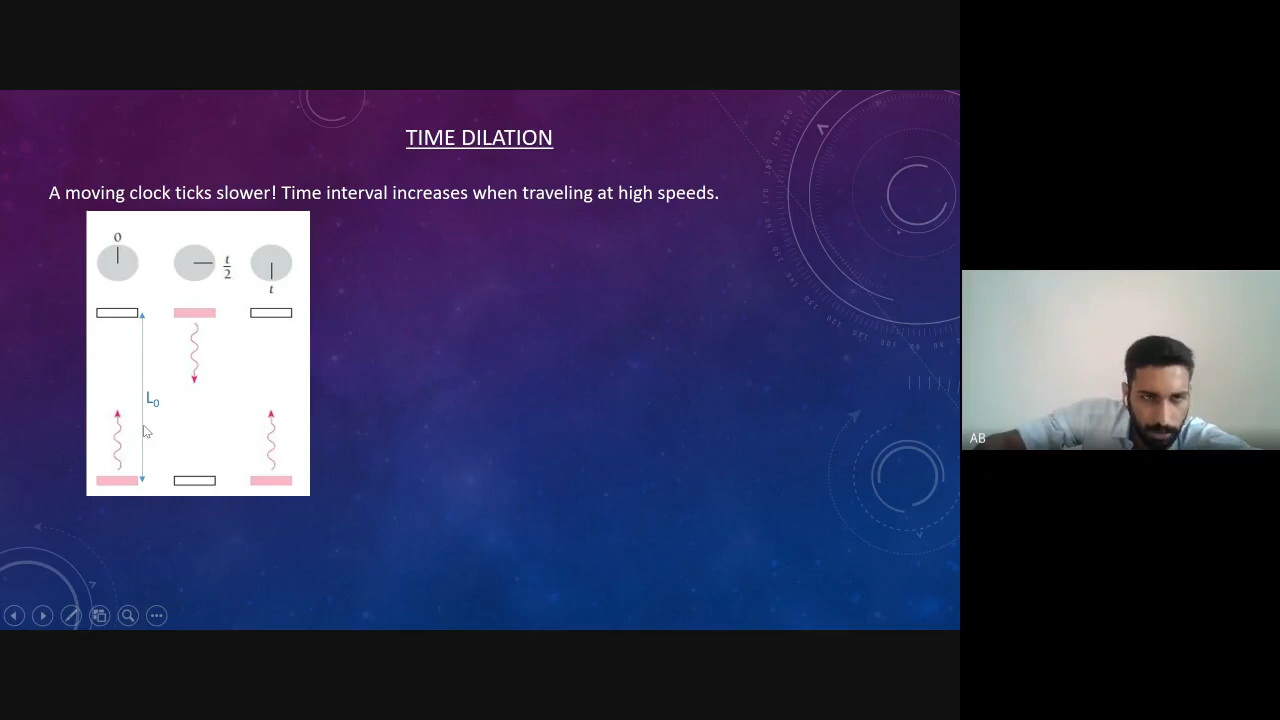 TIME DILATION
A moving clock ticks slower! Time interval increases when traveling at high speeds.
0
t
2
t
L0
AB